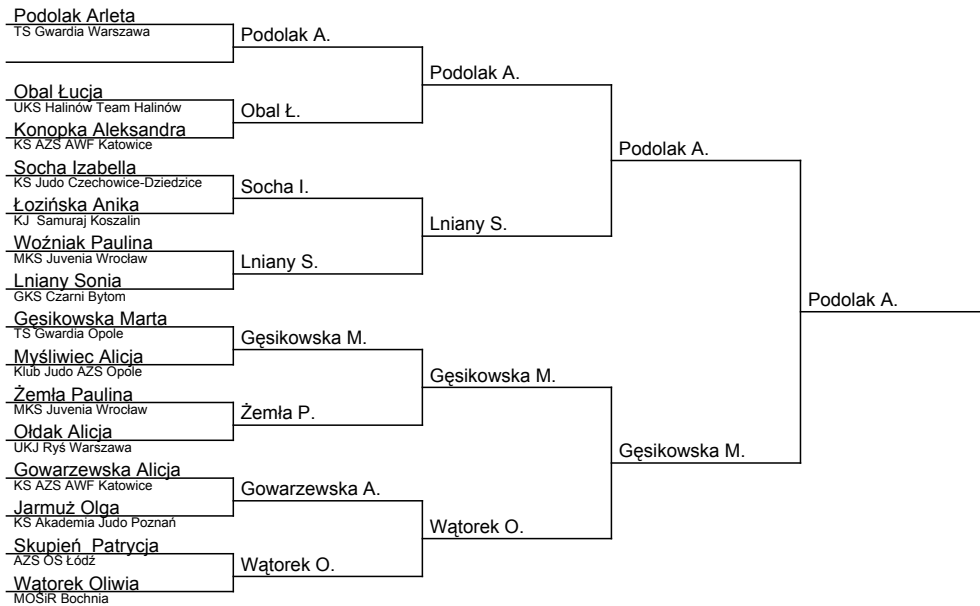 Podolak Arleta
TS Gwardia Warszawa
Obal Łucja
UKS Halinów Team Halinów
Konopka Aleksandra
KS AZS AWF Katowice
Socha Izabella
KS Judo Czechowice-Dziedzice
Łozińska Anika
KJ Samuraj Koszalin
Woźniak Paulina
MKS Juvenia Wrocław
Lniany Sonia
GKS Czarni Bytom
Gęsikowska Marta
TS Gwardia Opole
Myśliwiec Alicja
Klub Judo AZS Opole
Żemła Paulina
MKS Juvenia Wrocław
Ołdak Alicja
UKJ Ryś Warszawa
Gowarzewska Alicja
KS AZS AWF Katowice
Jarmuż Olga
KS Akademia Judo Poznań
Skupień Patrycja
AZS OŚ Łódź
Wątorek Oliwia
MOSiR Bochnia
Podolak A.
Obal Ł.
Socha I.
Lniany S.
Gęsikowska M.
Żemła P.
Gowarzewska A.
Wątorek O.
Podolak A.
Lniany S.
Gęsikowska M.
Wątorek O.
Podolak A.
Gęsikowska M.
Podolak A.